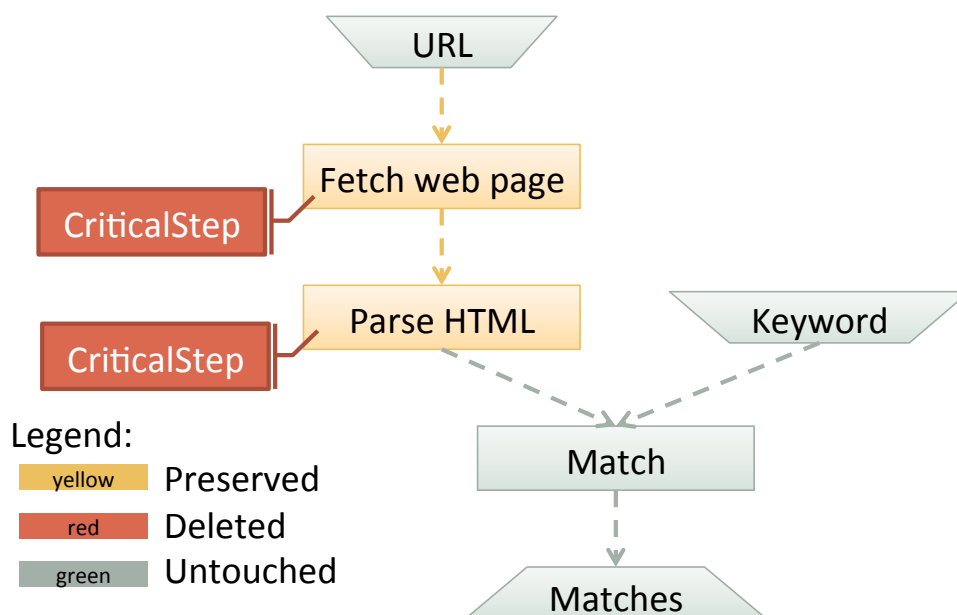 URL
Fetch web page
CriticalStep
Parse HTML
Keyword
CriticalStep
Legend:
Match
yellow Preserved
red Deleted
green Untouched
Matches